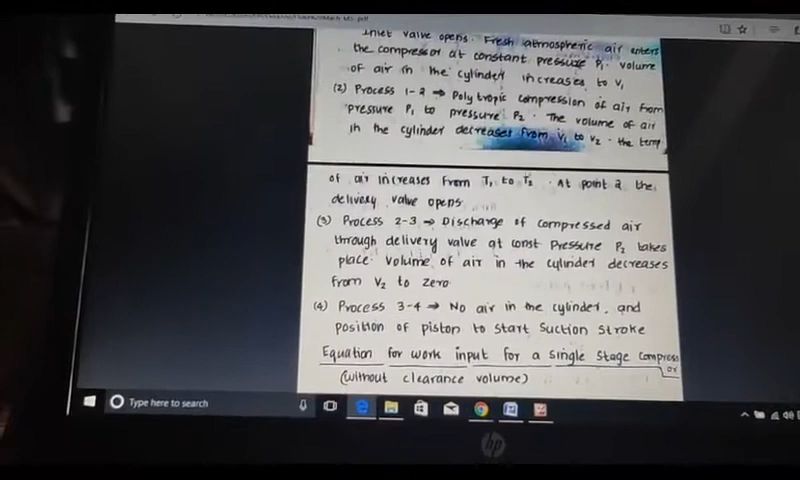 Inlet valve opens. Fresh atmospheric air enters
the compressor at constant pressure P1. volume
of air in the cylinder increases to V1
(2) Process 1-2 → Polytropic compression of air from
pressure P1 to pressure P2. The volume of air
in the cylinder decreases from V1 to V2. the temp
of air increases from T1 to T2. At point 2 the
delivery valve opens
(3) Process 2-3 → Discharge of compressed air
through delivery valve at const pressure P2 takes
place. Volume of air in the cylinder decreases
from V2 to zero
(4) Process 3-4 → No air in the cylinder, and
position of piston to start suction stroke
Equation for work input for a single stage compress
or
(without clearance volume)
Type here to search
hp